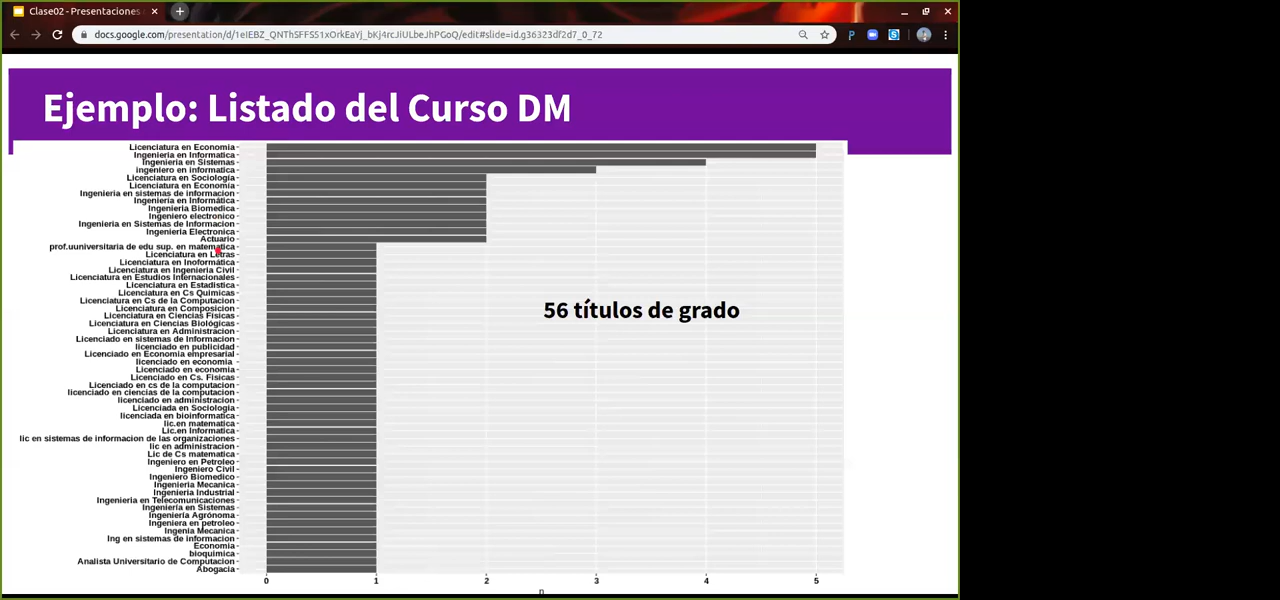 Clase02 - Presentaciones
docs.google.com/presentation/d/1eIEBZ_QNThSFFSS1xOrkEaYj_bKj4rcJiULbeJhPGoQ/edit#slide=id.g36323df2d7_0_72
Ejemplo: Listado del Curso DM
Licenciatura en Economia
Ingenieria en Informatica
Ingenieria en Sistemas
ingeniero en informatica
Licenciatura en Sociología
Licenciatura en Economía
Ingenieria en sistemas de informacion
Ingeniería en Informática
Ingenieria Biomedica
Ingeniero electronico
Ingenieria en Sistemas de Informacion
Ingenieria Electronica
Actuario
prof.uuniversitaria de edu sup. en matematica
Licenciatura en Letras
Licenciatura en Inoformática
Licenciatura en Ingeniería Civil
Licenciatura en Estudios Internacionales
Licenciatura en Estadistica
Licenciatura en Cs Quimicas
Licenciatura en Cs de la Computacion
Licenciatura en Composicion
Licenciatura en Ciencias Físicas
Licenciatura en Ciencias Biológicas
Licenciatura en Administracion
Licenciado en sistemas de Informacion
licenciado en publicidad
Licenciado en Economia empresarial
licenciado en economia
Licenciado en economia
Licenciado en Cs. Fisicas
Licenciado en cs de la computacion
licenciado en ciencias de la computacion
licenciado en administracion
Licenciada en Sociologia
licenciada en bioinformatica
lic.en matematica
Lic.en Informatica
lic en sistemas de informacion de las organizaciones
lic en administracion
Lic de Cs matematica
Ingeniero en Petroleo
Ingeniero Civil
Ingeniero Biomedico
Ingenieria Mecanica
Ingenieria Industrial
Ingenieria en Telecomunicaciones
Ingeniería en Sistemas
Ingeniería Agrónoma
Ingeniera en petroleo
Ingenia Mecanica
Ing en sistemas de informacion
Economia
bioquimica
Analista Universitario de Computacion
Abogacia
56 títulos de grado
0 1 2 3 4 5
n